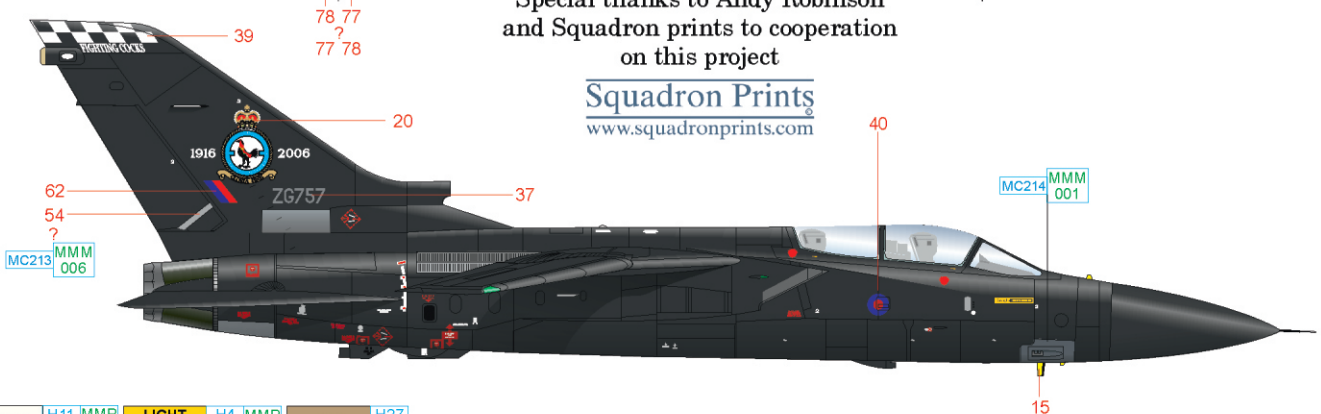 Special thanks to Andy Robinson
and Squadron prints to cooperation
on this project
Squadron Prints
©
www.squadronprints.com
78 77
?
77 78
39
FIGHTING COCKS
20
1916 2006
40
62
54
?
MC213 MMM
006
ZG757
37
MC214 MMM
001
15
H11 MMP LIGHT H4 MMP H27